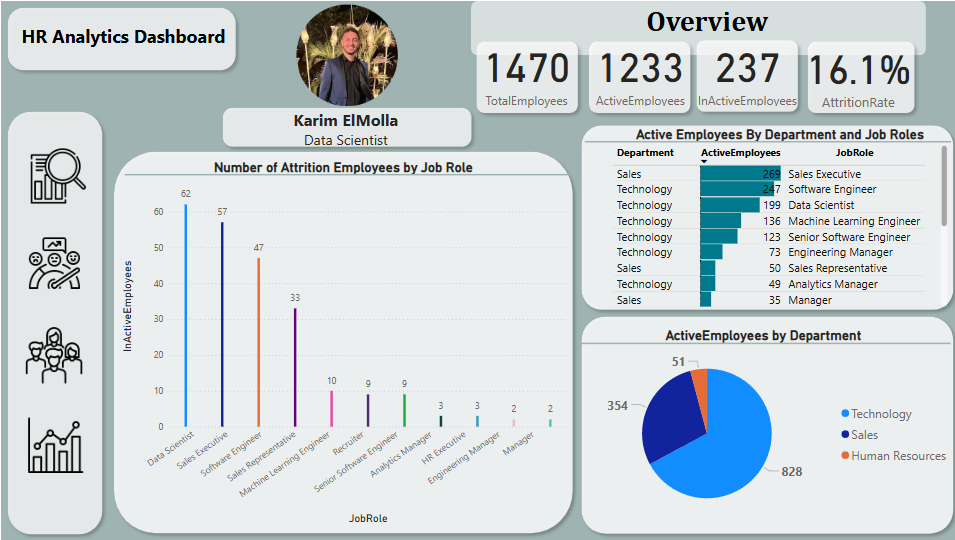 HR Analytics Dashboard
Karim ElMolla
Data Scientist
Overview
1470
TotalEmployees
1233
ActiveEmployees
237
InActiveEmployees
16.1%
AttritionRate
Number of Attrition Employees by Job Role
InActiveEmployees
60
50
40
30
20
10
0
62
57
47
33
10
9
9
3
3
2
2
Data Scientist
Sales Executive
Software Engineer
Sales Representative
Machine Learning Engineer
Recruiter
Senior Software Engineer
Analytics Manager
HR Executive
Engineering Manager
Manager
JobRole
Active Employees By Department and Job Roles
Department ActiveEmployees JobRole
Sales 269 Sales Executive
Technology 247 Software Engineer
Technology 199 Data Scientist
Technology 136 Machine Learning Engineer
Technology 123 Senior Software Engineer
Technology 73 Engineering Manager
Sales 50 Sales Representative
Technology 49 Analytics Manager
Sales 35 Manager
ActiveEmployees by Department
51
354
828
Technology
Sales
Human Resources